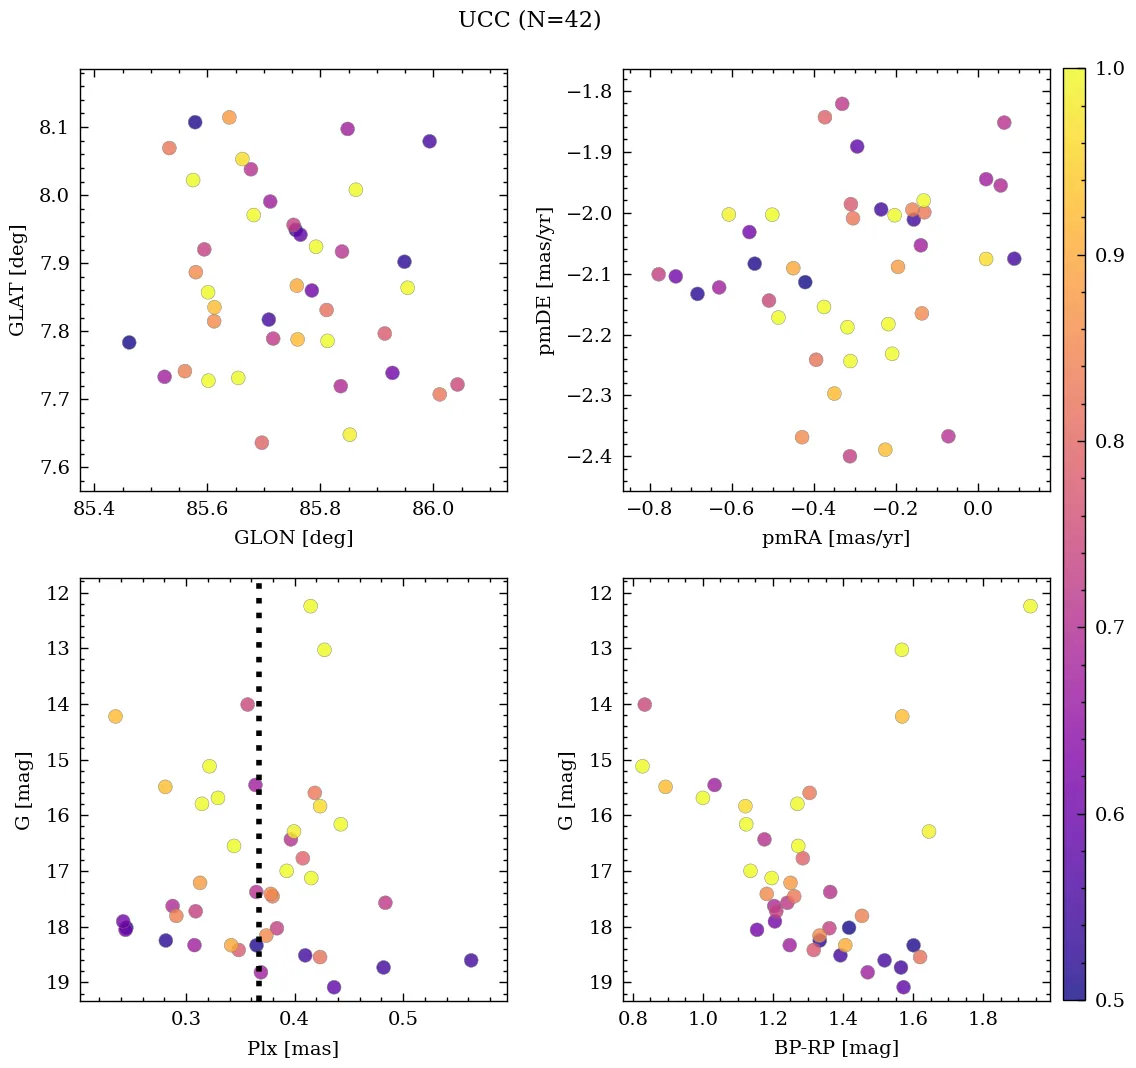 UCC (N=42)
8.1
8.0
7.9
7.8
7.7
7.6
GLAT [deg]
85.4 85.6 85.8 86.0
GLON [deg]
−1.8
−1.9
−2.0
−2.1
−2.2
−2.3
−2.4
pmDE [mas/yr]
−0.8 −0.6 −0.4 −0.2 0.0
pmRA [mas/yr]
12
13
14
15
16
17
18
19
G [mag]
0.3 0.4 0.5
Plx [mas]
12
13
14
15
16
17
18
19
G [mag]
0.8 1.0 1.2 1.4 1.6 1.8
BP-RP [mag]
1.0
0.9
0.8
0.7
0.6
0.5